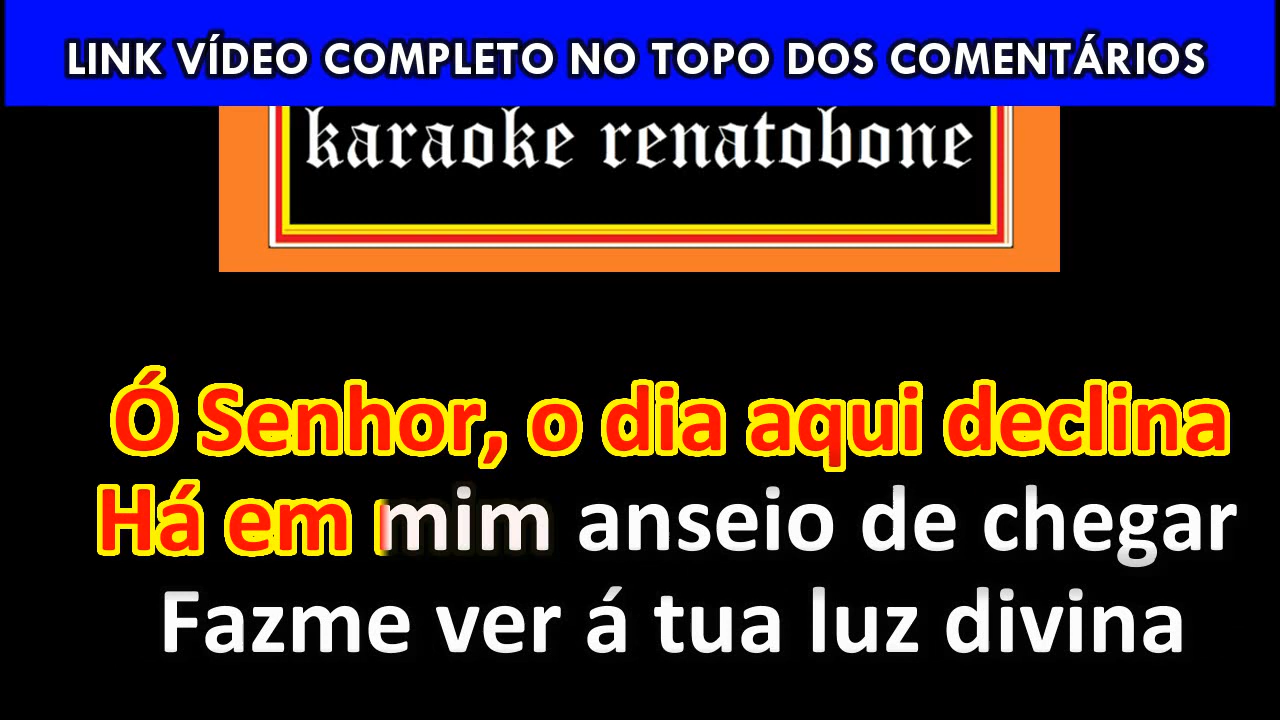 LINK VÍDEO COMPLETO NO TOPO DOS COMENTÁRIOS
karaoke renatobone
Ó Senhor, o dia aqui declina
Há em mim anseio de chegar
Fazme ver á tua luz divina